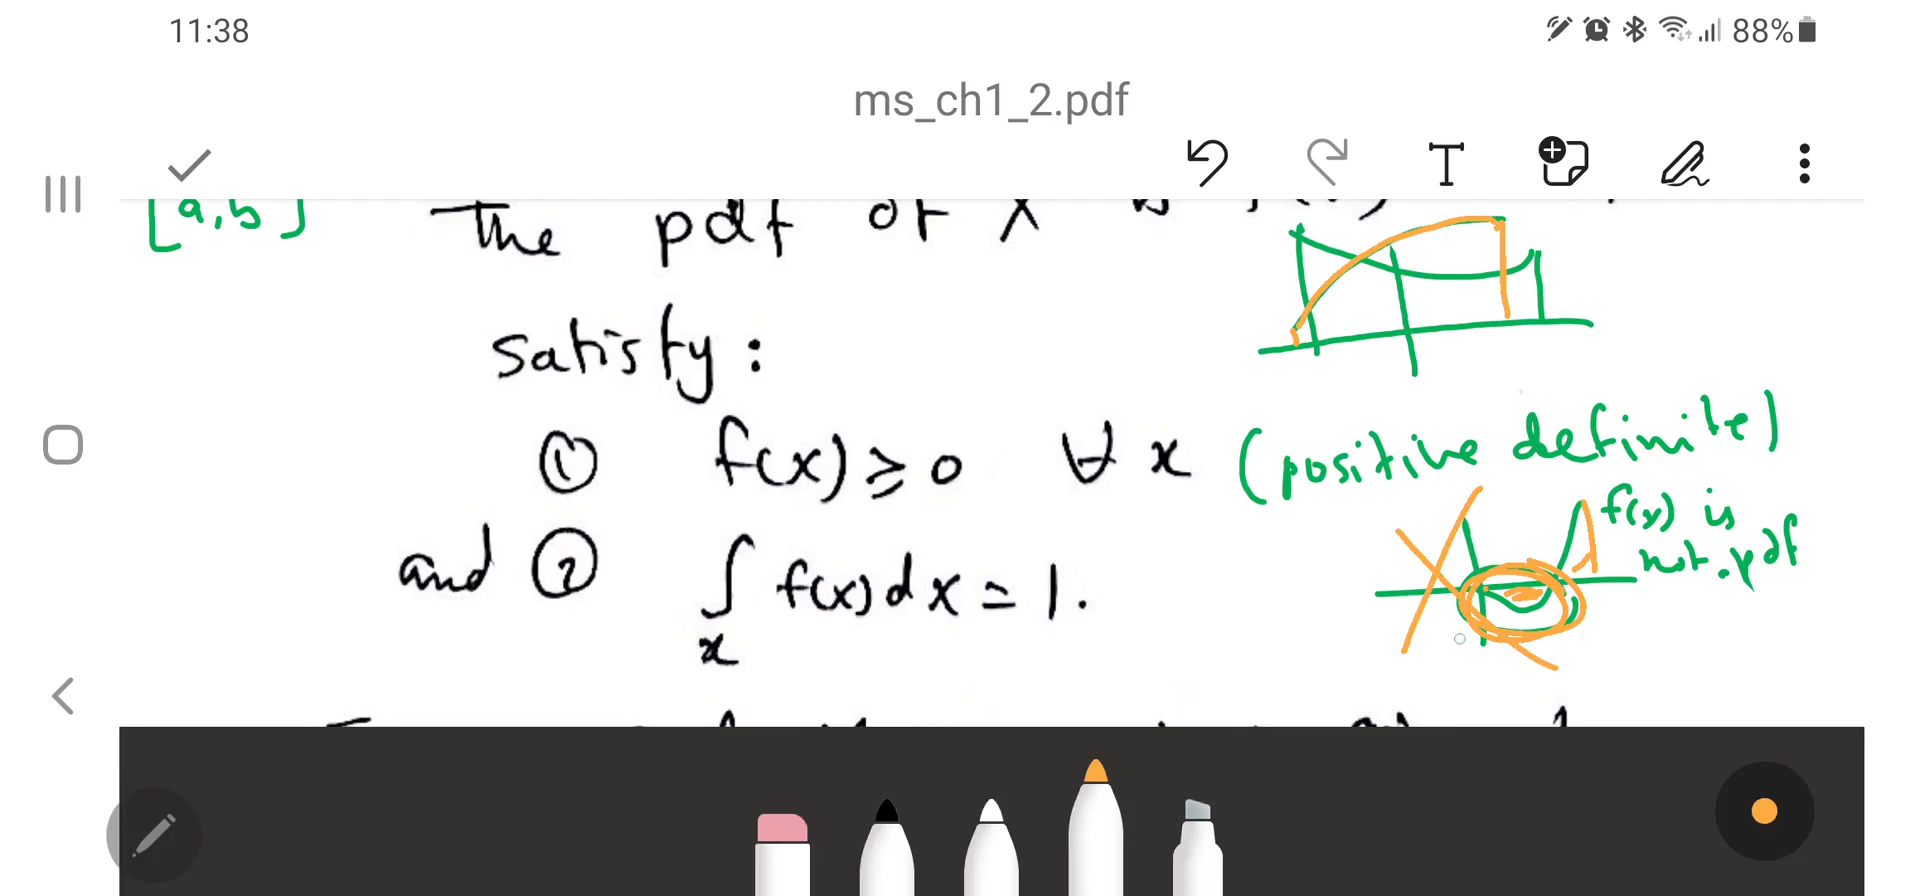 11:38
88%
ms_ch1_2.pdf
T
[a,b] The pdf of X is
satisfy:
① f(x) ≥ 0 ∀ x (positive definite)
f(x) is
not pdf
and ② ∫ f(x) dx = 1.
x